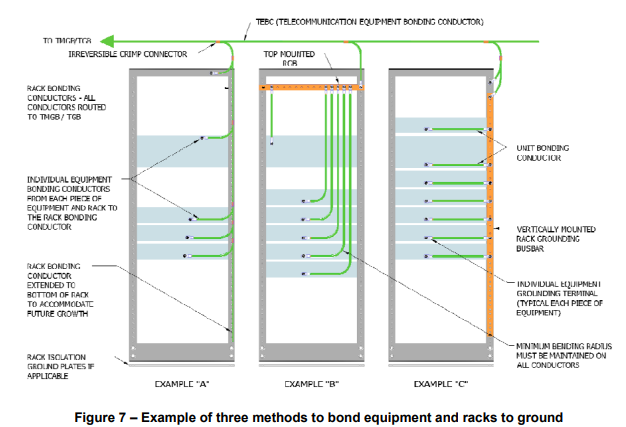 TEBC (TELECOMMUNICATION EQUIPMENT BONDING CONDUCTOR)
TO TMGB/TGB
IRREVERSIBLE CRIMP CONNECTOR
TOP MOUNTED
RGB
RACK BONDING
CONDUCTORS - ALL
CONDUCTORS ROUTED
TO TMGB / TGB
INDIVIDUAL EQUIPMENT
BONDING CONDUCTORS
FROM EACH PIECE OF
EQUIPMENT AND RACK TO
THE RACK BONDING
CONDUCTOR
RACK BONDING
CONDUCTOR
EXTENDED TO
BOTTOM OF RACK
TO ACCOMMODATE
FUTURE GROWTH
RACK ISOLATION
GROUND PLATES IF
APPLICABLE
UNIT BONDING
CONDUCTOR
VERTICALLY MOUNTED
RACK GROUNDING
BUSBAR
INDIVIDUAL EQUIPMENT
GROUNDING TERMINAL
(TYPICAL EACH PIECE OF
EQUIPMENT)
MINIMUM BENDING RADIUS
MUST BE MAINTAINED ON
ALL CONDUCTORS
EXAMPLE "A"
EXAMPLE "B"
EXAMPLE "C"
Figure 7 – Example of three methods to bond equipment and racks to ground